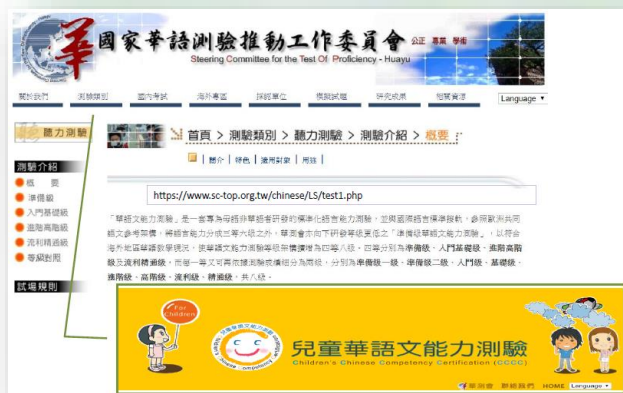 國家華語測驗推動工作委員會 公正 專業 學術
Steering Committee for the Test Of Proficiency - Huayu
關於我們 測驗類別 國內考試 海外專區 採認單位 模擬試題 研究成果 相關資源 Language
聽力測驗
首頁 > 測驗類別 > 聽力測驗 > 測驗介紹 > 概要
| 簡介 | 特色 | 適用對象 | 用途 |
測驗介紹
概 要
準備級
入門基礎級
進階高階級
流利精通級
等級對照
試場規則
https://www.sc-top.org.tw/chinese/LS/test1.php
「華語文能力測驗」是一套專為母語非華語者研發的標準化語言能力測驗，並與國際語言標準接軌，參照歐洲共同
語文參考架構，將語言能力分成三等六級之外，華測會亦向下研發等級更低之「準備級華語文能力測驗」，以符合
海外地區華語教學現況，使華語文能力測驗等級架構擴增為四等八級。四等分別為準備級、入門基礎級、進階高階
級及流利精通級，而每一等又可再依據測驗成績細分為兩級，分別為準備級一級、準備級二級、入門級、基礎級、
進階級、高階級、流利級、精通級，共八級。
For
Children
兒童華語文能力測驗
Children's Chinese Competency Certification (CCCC)
華測會 聯絡我們 HOME Language